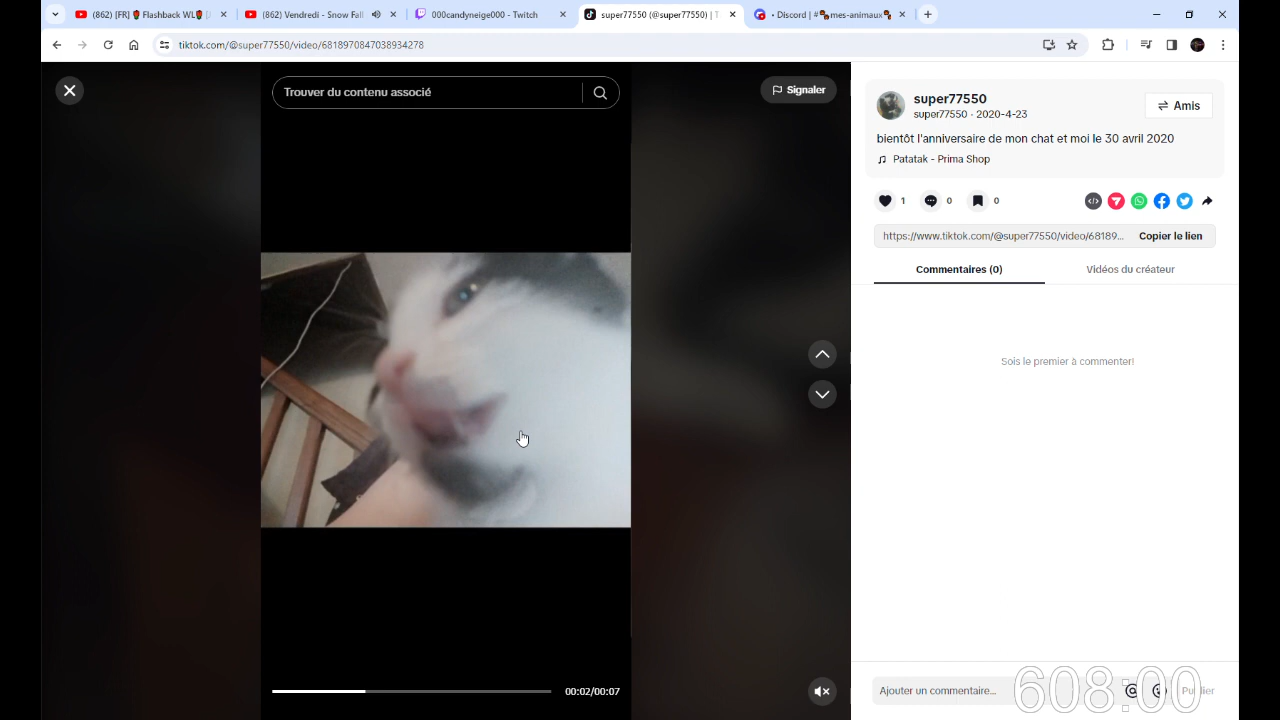 (862) [FR]🌹Flashback WL🌹
(862) Vendredi - Snow Fall
000candyneige000 - Twitch
super77550 (@super77550) | T
• Discord | #🐾mes-animaux🐾
tiktok.com/@super77550/video/6818970847038934278
Trouver du contenu associé
Signaler
super77550
super77550 · 2020-4-23
Amis
bientôt l'anniversaire de mon chat et moi le 30 avril 2020
Patatak - Prima Shop
1
0
0
https://www.tiktok.com/@super77550/video/68189...
Copier le lien
Commentaires (0)
Vidéos du créateur
Sois le premier à commenter!
00:02/00:07
Ajouter un commentaire...
608:00
Publier